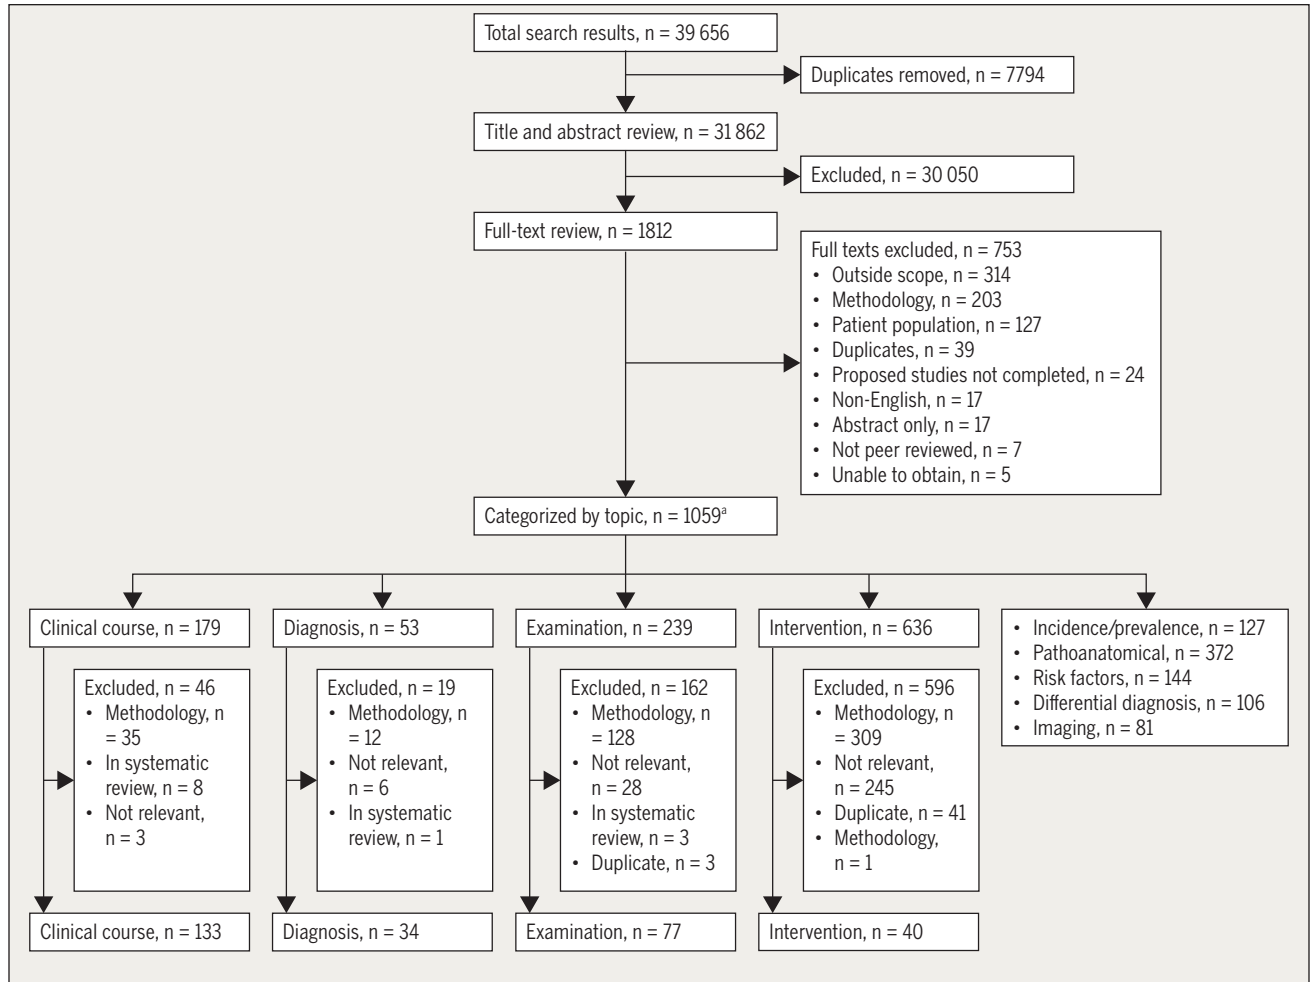 Total search results, n = 39 656
Duplicates removed, n = 7794
Title and abstract review, n = 31 862
Excluded, n = 30 050
Full-text review, n = 1812
Full texts excluded, n = 753
• Outside scope, n = 314
• Methodology, n = 203
• Patient population, n = 127
• Duplicates, n = 39
• Proposed studies not completed, n = 24
• Non-English, n = 17
• Abstract only, n = 17
• Not peer reviewed, n = 7
• Unable to obtain, n = 5
Categorized by topic, n = 1059ª
Clinical course, n = 179
Excluded, n = 46
• Methodology, n
= 35
• In systematic
review, n = 8
• Not relevant,
n = 3
Clinical course, n = 133
Diagnosis, n = 53
Excluded, n = 19
• Methodology, n
= 12
• Not relevant,
n = 6
• In systematic
review, n = 1
Diagnosis, n = 34
Examination, n = 239
Excluded, n = 162
• Methodology, n
= 128
• Not relevant,
n = 28
• In systematic
review, n = 3
• Duplicate, n = 3
Examination, n = 77
Intervention, n = 636
Excluded, n = 596
• Methodology, n
= 309
• Not relevant,
n = 245
• Duplicate, n = 41
• Methodology,
n = 1
Intervention, n = 40
• Incidence/prevalence, n = 127
• Pathoanatomical, n = 372
• Risk factors, n = 144
• Differential diagnosis, n = 106
• Imaging, n = 81